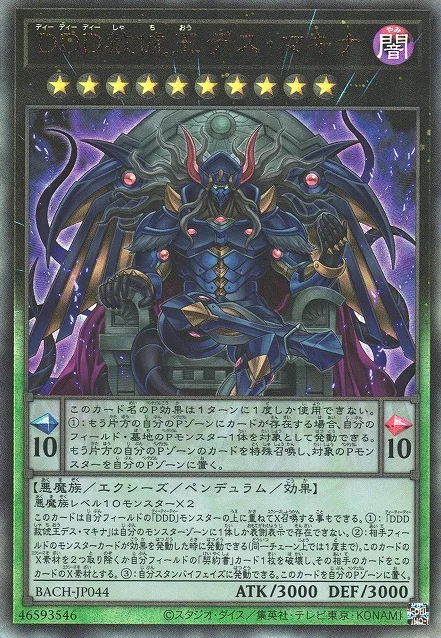 ディー ディー ディー しゃ ち おう
DDD赦俿王デス・マキナ
やみ
闇
このカード名のP効果は1ターンに1度しか使用できない。
①:もう片方の自分のPゾーンにカードが存在する場合、自分の
フィールド・墓地のPモンスター1体を対象として発動できる。
もう片方の自分のPゾーンのカードを特殊召喚し、対象のPモ
ンスターを自分のPゾーンに置く。
10
10
【悪魔族/エクシーズ/ペンデュラム/効果】
悪魔族レベル10モンスター×2
このカードは自分フィールドの「DDD」モンスターの上に重ねてX召喚する事もできる。①:「DDD
王デス・マキナ」は自分のモンスターゾーンに1体しか表側表示で存在できない。②:相手フィ
ールドのモンスターカードが効果を発動した時に発動できる(同一チェーン上では1度まで)。このカードの
X素材を2つ取り除くか自分フィールドの「契約書」カード1枚を破壊し、その相手のカードをこの
カードのX素材とする。③:自分スタンバイフェイズに発動できる。このカードを自分のPゾーンに置く。
BACH-JP044
ATK/3000 DEF/3000
46593546
©スタジオ・ダイス/集英社・テレビ東京・KONAMI